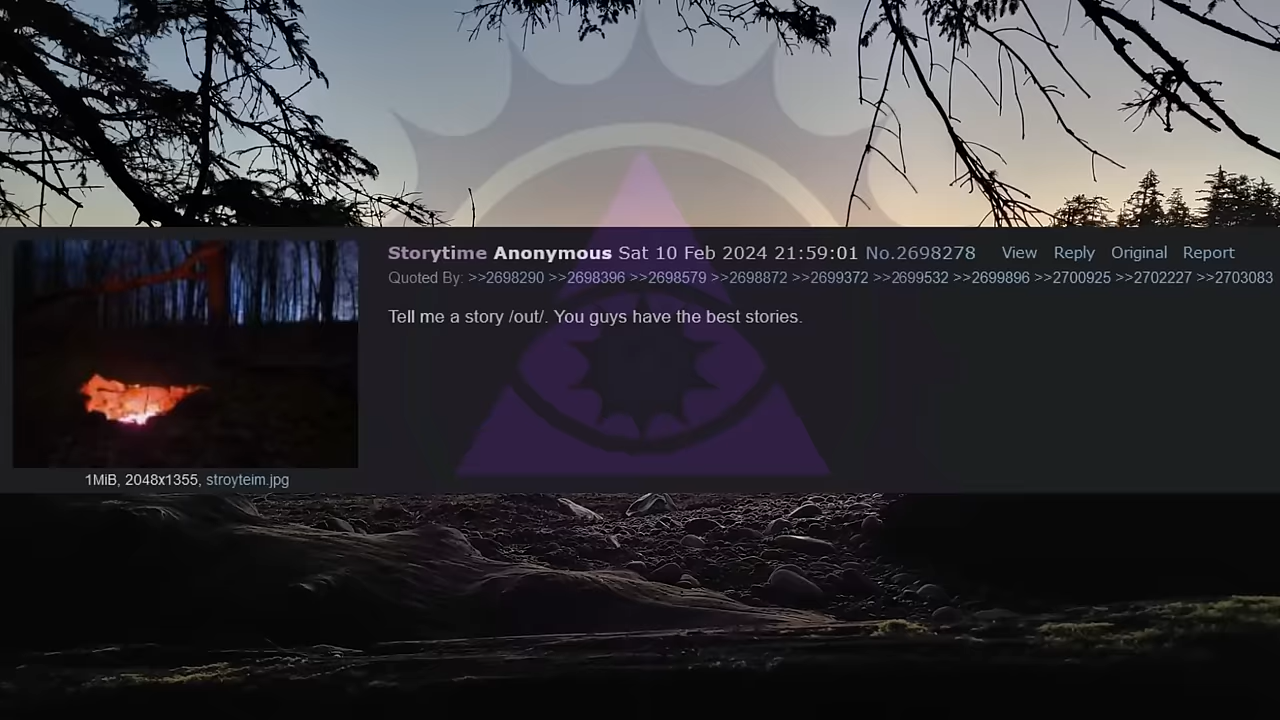 Storytime Anonymous Sat 10 Feb 2024 21:59:01 No.2698278 View Reply Original Report
Quoted By: >>2698290 >>2698396 >>2698579 >>2698872 >>2699372 >>2699532 >>2699896 >>2700925 >>2702227 >>2703083
Tell me a story /out/. You guys have the best stories.
1MiB, 2048x1355, stroyteim.jpg